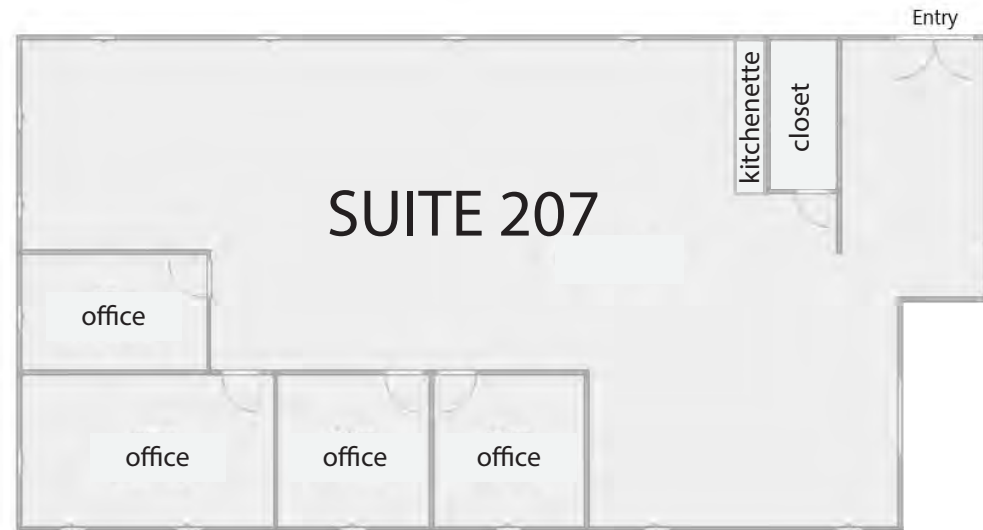 Entry
kitchenette
closet
SUITE 207
office
office
office
office